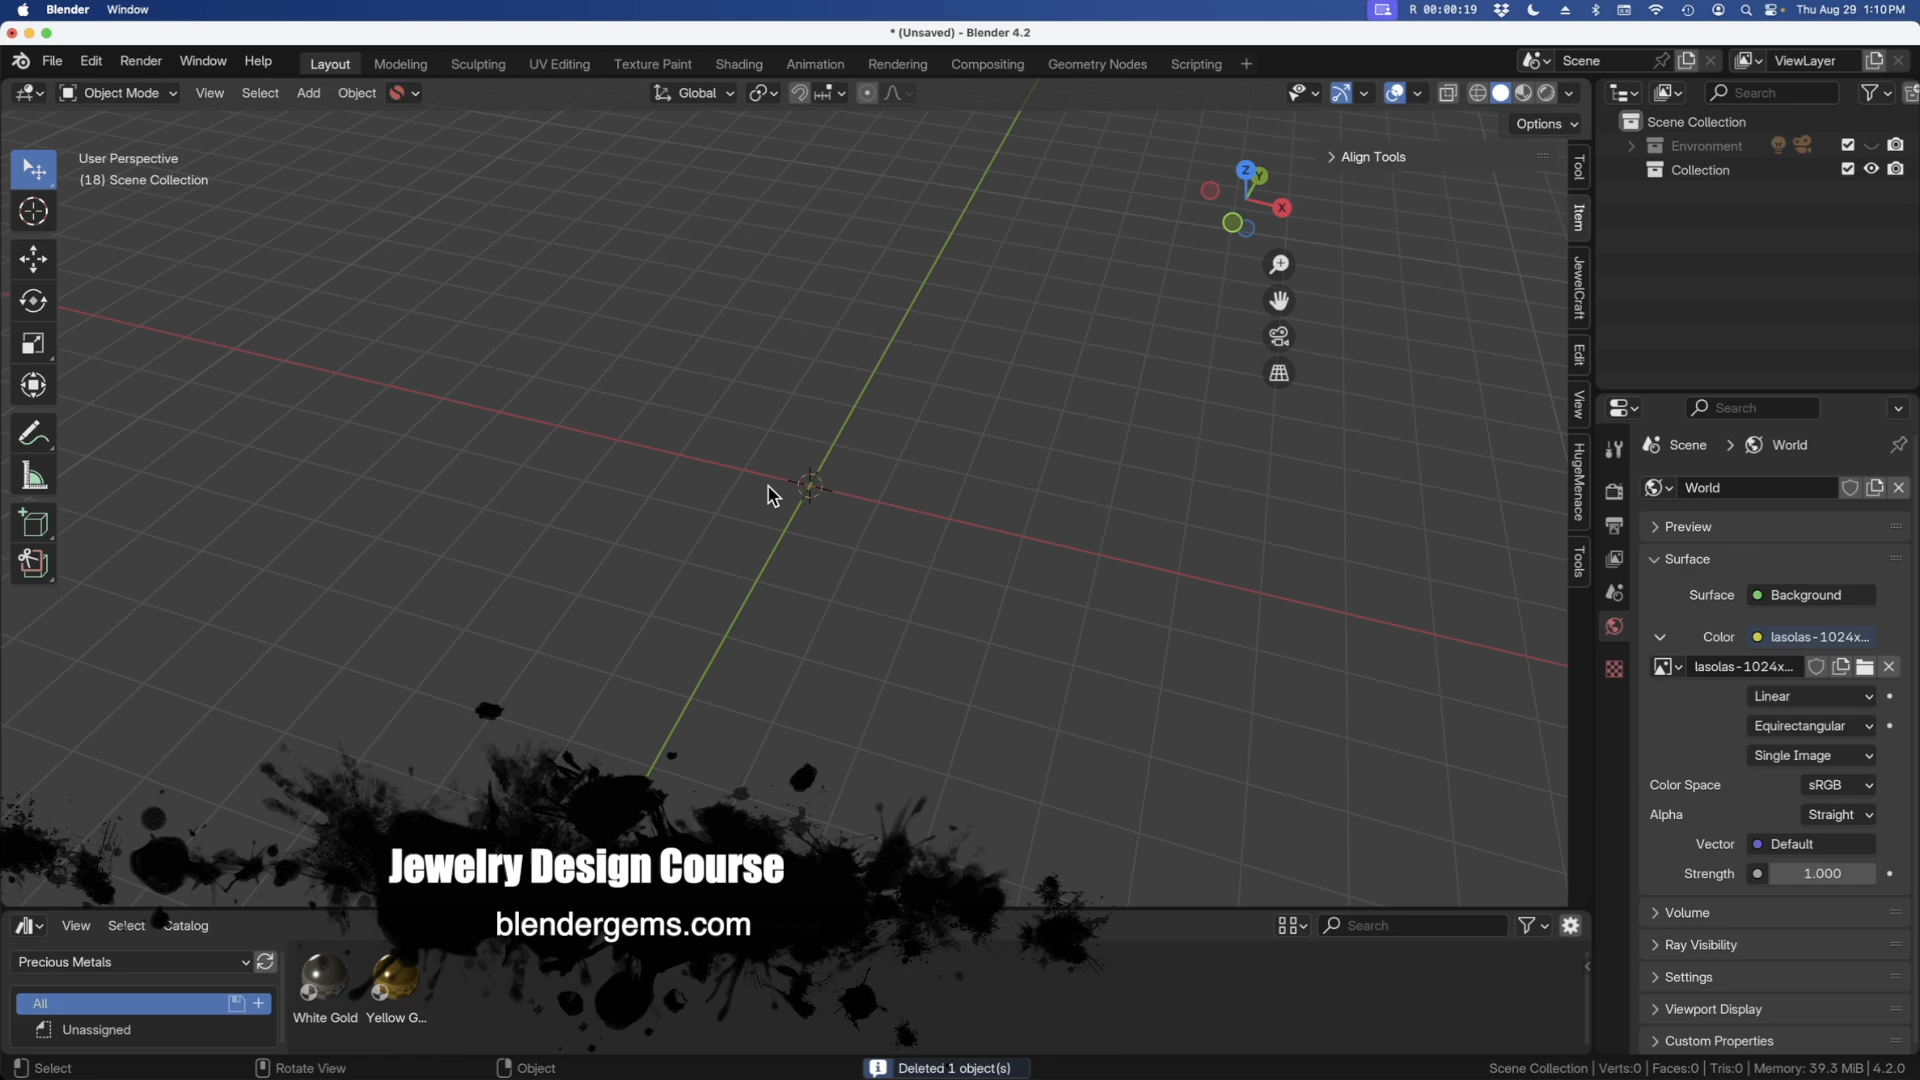 Blender Window
R 00:00:19
Thu Aug 29 1:10 PM
* (Unsaved) - Blender 4.2
File Edit Render Window Help
Layout Modeling Sculpting UV Editing Texture Paint Shading Animation Rendering Compositing Geometry Nodes Scripting +
Scene
ViewLayer
Object Mode View Select Add Object
Global
Search
Options
User Perspective
(18) Scene Collection
Align Tools
Z
Y
X
Tool
Item
JewelCraft
Edit
View
HugeMenace
Tools
Scene Collection
Environment
Collection
Search
Scene World
World
Preview
Surface
Surface Background
Color lasolas-1024x...
lasolas-1024x...
Linear
Equirectangular
Single Image
Color Space sRGB
Alpha Straight
Vector Default
Strength 1.000
Volume
Ray Visibility
Settings
Viewport Display
Custom Properties
Jewelry Design Course
blendergems.com
View Select Catalog
Search
Precious Metals
All
Unassigned
White Gold Yellow G...
Select Rotate View Object
Deleted 1 object(s)
Scene Collection | Verts:0 | Faces:0 | Tris:0 | Memory: 39.3 MiB | 4.2.0